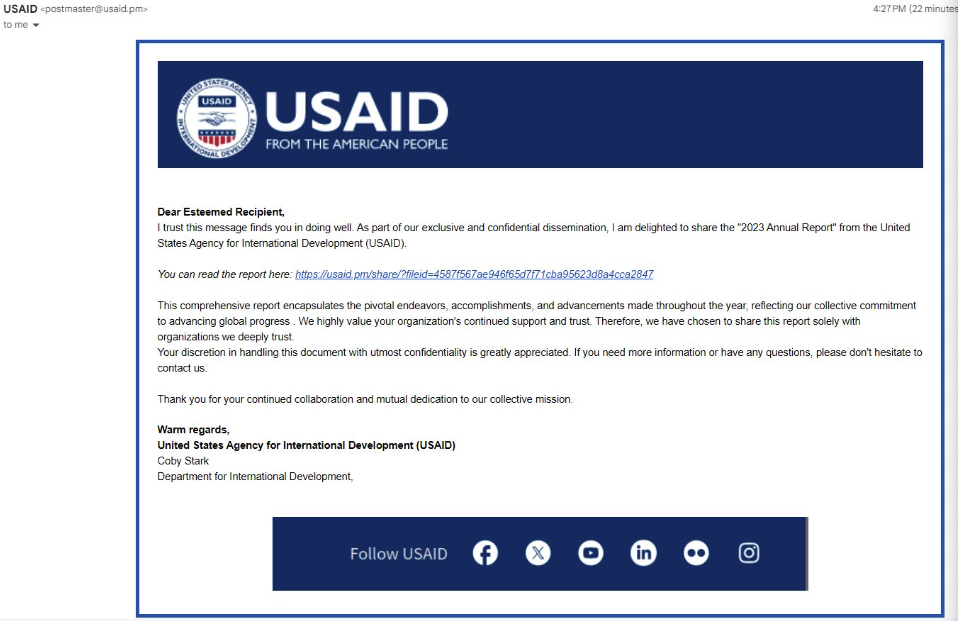 USAID <postmaster@usaid.pm>
4:27 PM (22 minutes
to me
UNITED STATES AGENCY
USAID
INTERNATIONAL DEVELOPMENT
USAID
FROM THE AMERICAN PEOPLE
Dear Esteemed Recipient,
I trust this message finds you in doing well. As part of our exclusive and confidential dissemination, I am delighted to share the "2023 Annual Report" from the United
States Agency for International Development (USAID).
You can read the report here: https://usaid.pm/share/?fileid=4587f567ae946f65d7f71cba95623d8a4cca2847
This comprehensive report encapsulates the pivotal endeavors, accomplishments, and advancements made throughout the year, reflecting our collective commitment
to advancing global progress . We highly value your organization's continued support and trust. Therefore, we have chosen to share this report solely with
organizations we deeply trust.
Your discretion in handling this document with utmost confidentiality is greatly appreciated. If you need more information or have any questions, please don't hesitate to
contact us.
Thank you for your continued collaboration and mutual dedication to our collective mission.
Warm regards,
United States Agency for International Development (USAID)
Coby Stark
Department for International Development,
Follow USAID